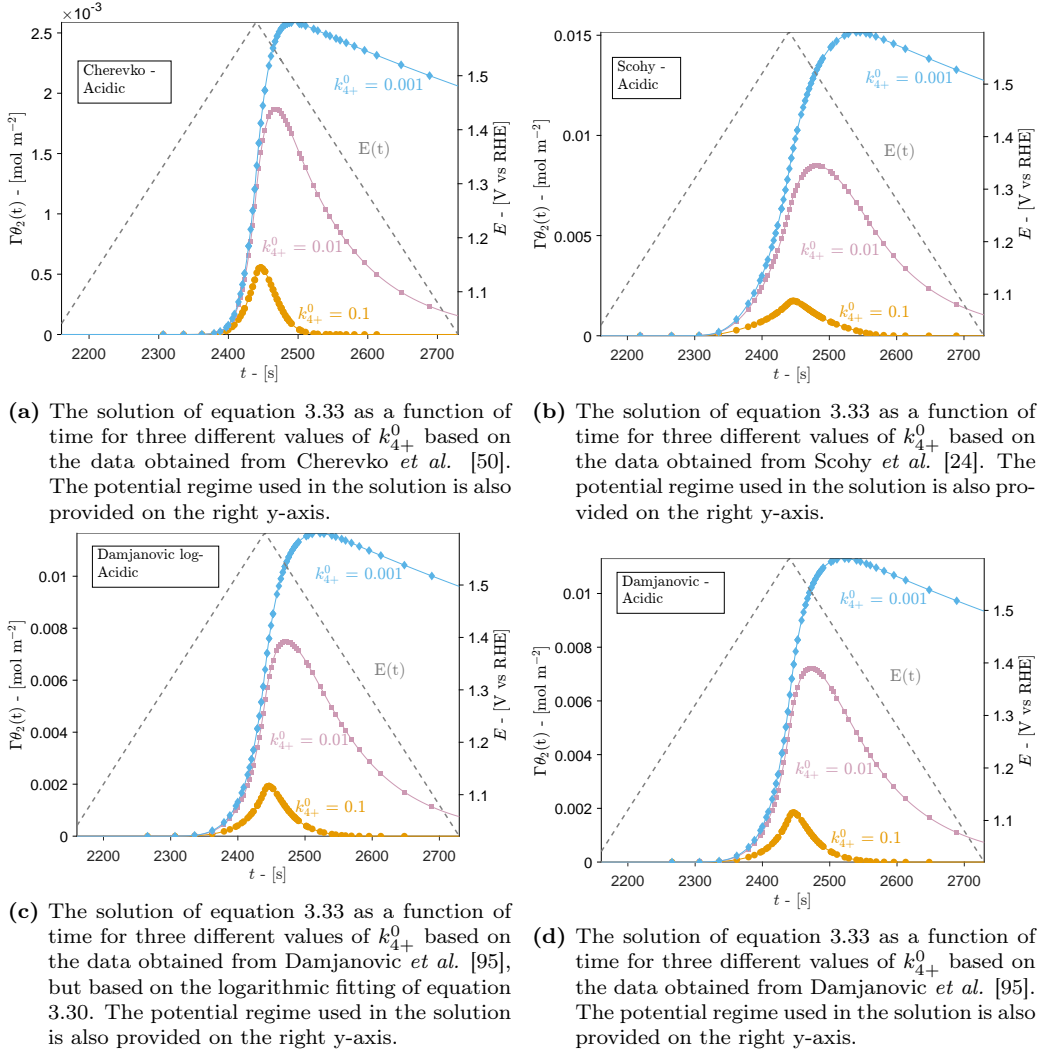 ×10⁻³
2.5
2
1.5
1
0.5
0
Γθ₂(t) - [mol m⁻²]
Cherevko -
Acidic
k⁰₄₊ = 0.001
E(t)
k⁰₄₊ = 0.01
k⁰₄₊ = 0.1
1.5
1.4
1.3
1.2
1.1
E - [V vs RHE]
2200 2300 2400 2500 2600 2700
t - [s]
0.015
0.01
0.005
0
Γθ₂(t) - [mol m⁻²]
Scohy -
Acidic
k⁰₄₊ = 0.001
E(t)
k⁰₄₊ = 0.01
k⁰₄₊ = 0.1
1.5
1.4
1.3
1.2
1.1
E - [V vs RHE]
2200 2300 2400 2500 2600 2700
t - [s]
(a) The solution of equation 3.33 as a function of
time for three different values of k⁰₄₊ based on
the data obtained from Cherevko et al. [50].
The potential regime used in the solution is also
provided on the right y-axis.
(b) The solution of equation 3.33 as a function of
time for three different values of k⁰₄₊ based on
the data obtained from Scohy et al. [24]. The
potential regime used in the solution is also pro-
vided on the right y-axis.
0.01
0.008
0.006
0.004
0.002
0
Γθ₂(t) - [mol m⁻²]
Damjanovic log-
Acidic
k⁰₄₊ = 0.001
E(t)
k⁰₄₊ = 0.01
k⁰₄₊ = 0.1
1.5
1.4
1.3
1.2
1.1
E - [V vs RHE]
2200 2300 2400 2500 2600 2700
t - [s]
0.01
0.008
0.006
0.004
0.002
0
Γθ₂(t) - [mol m⁻²]
Damjanovic -
Acidic
k⁰₄₊ = 0.001
E(t)
k⁰₄₊ = 0.01
k⁰₄₊ = 0.1
1.5
1.4
1.3
1.2
1.1
E - [V vs RHE]
2200 2300 2400 2500 2600 2700
t - [s]
(c) The solution of equation 3.33 as a function of
time for three different values of k⁰₄₊ based on
the data obtained from Damjanovic et al. [95],
but based on the logarithmic fitting of equation
3.30. The potential regime used in the solution
is also provided on the right y-axis.
(d) The solution of equation 3.33 as a function of
time for three different values of k⁰₄₊ based on
the data obtained from Damjanovic et al. [95].
The potential regime used in the solution is also
provided on the right y-axis.